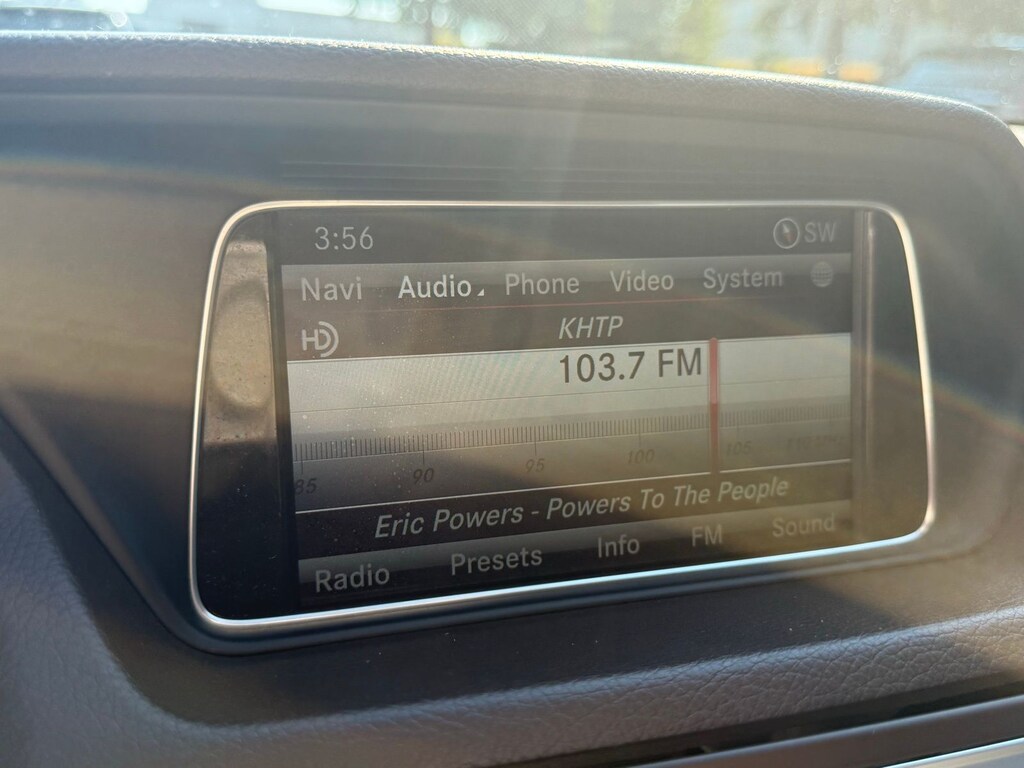 3:56 SW
Navi Audio Phone Video System
HD KHTP
103.7 FM
85 90 95 100 105
Eric Powers - Powers To The People
Radio Presets Info FM Sound